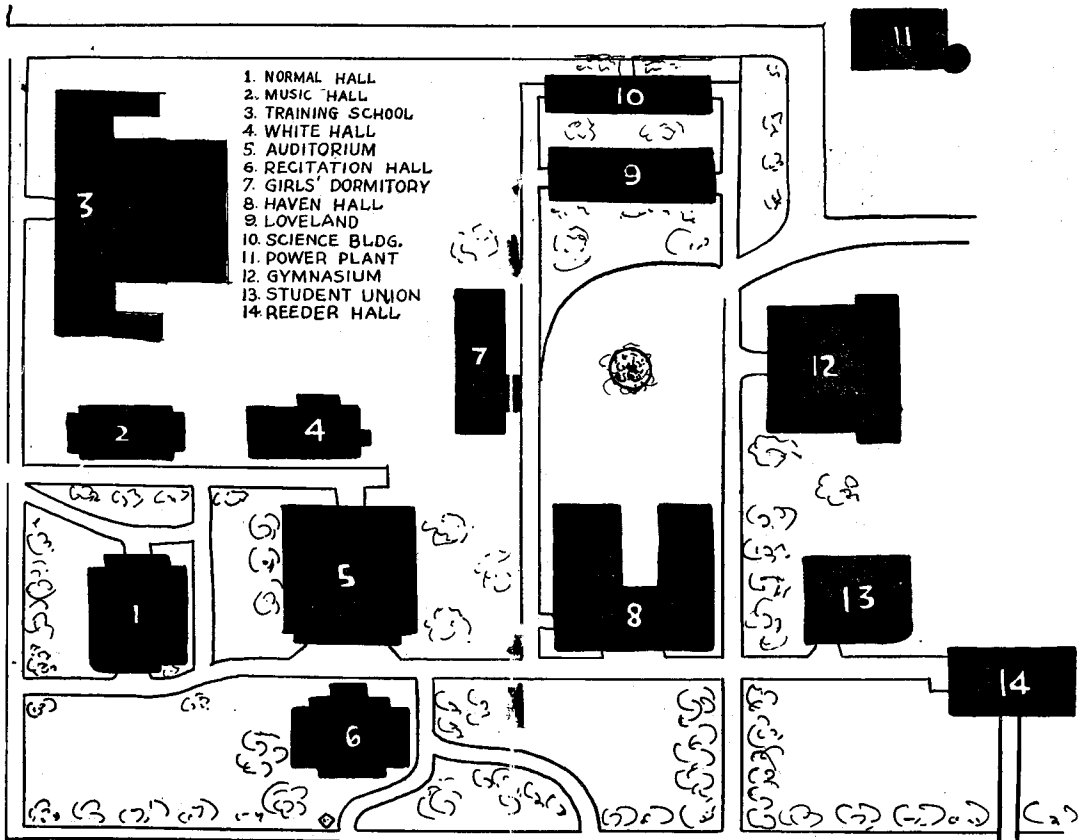 11
1. NORMAL HALL
2. MUSIC HALL
3. TRAINING SCHOOL
4. WHITE HALL
5. AUDITORIUM
6. RECITATION HALL
7. GIRLS' DORMITORY
8. HAVEN HALL
9. LOVELAND
10. SCIENCE BLDG.
11. POWER PLANT
12. GYMNASIUM
13. STUDENT UNION
14. REEDER HALL
10
9
3
7
12
2
4
5
1
8
13
14
6